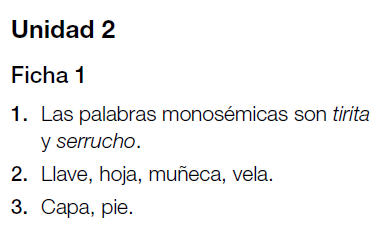 Unidad 2
Ficha 1
1. Las palabras monosémicas son tirita
y serrucho.
2. Llave, hoja, muñeca, vela.
3. Capa, pie.